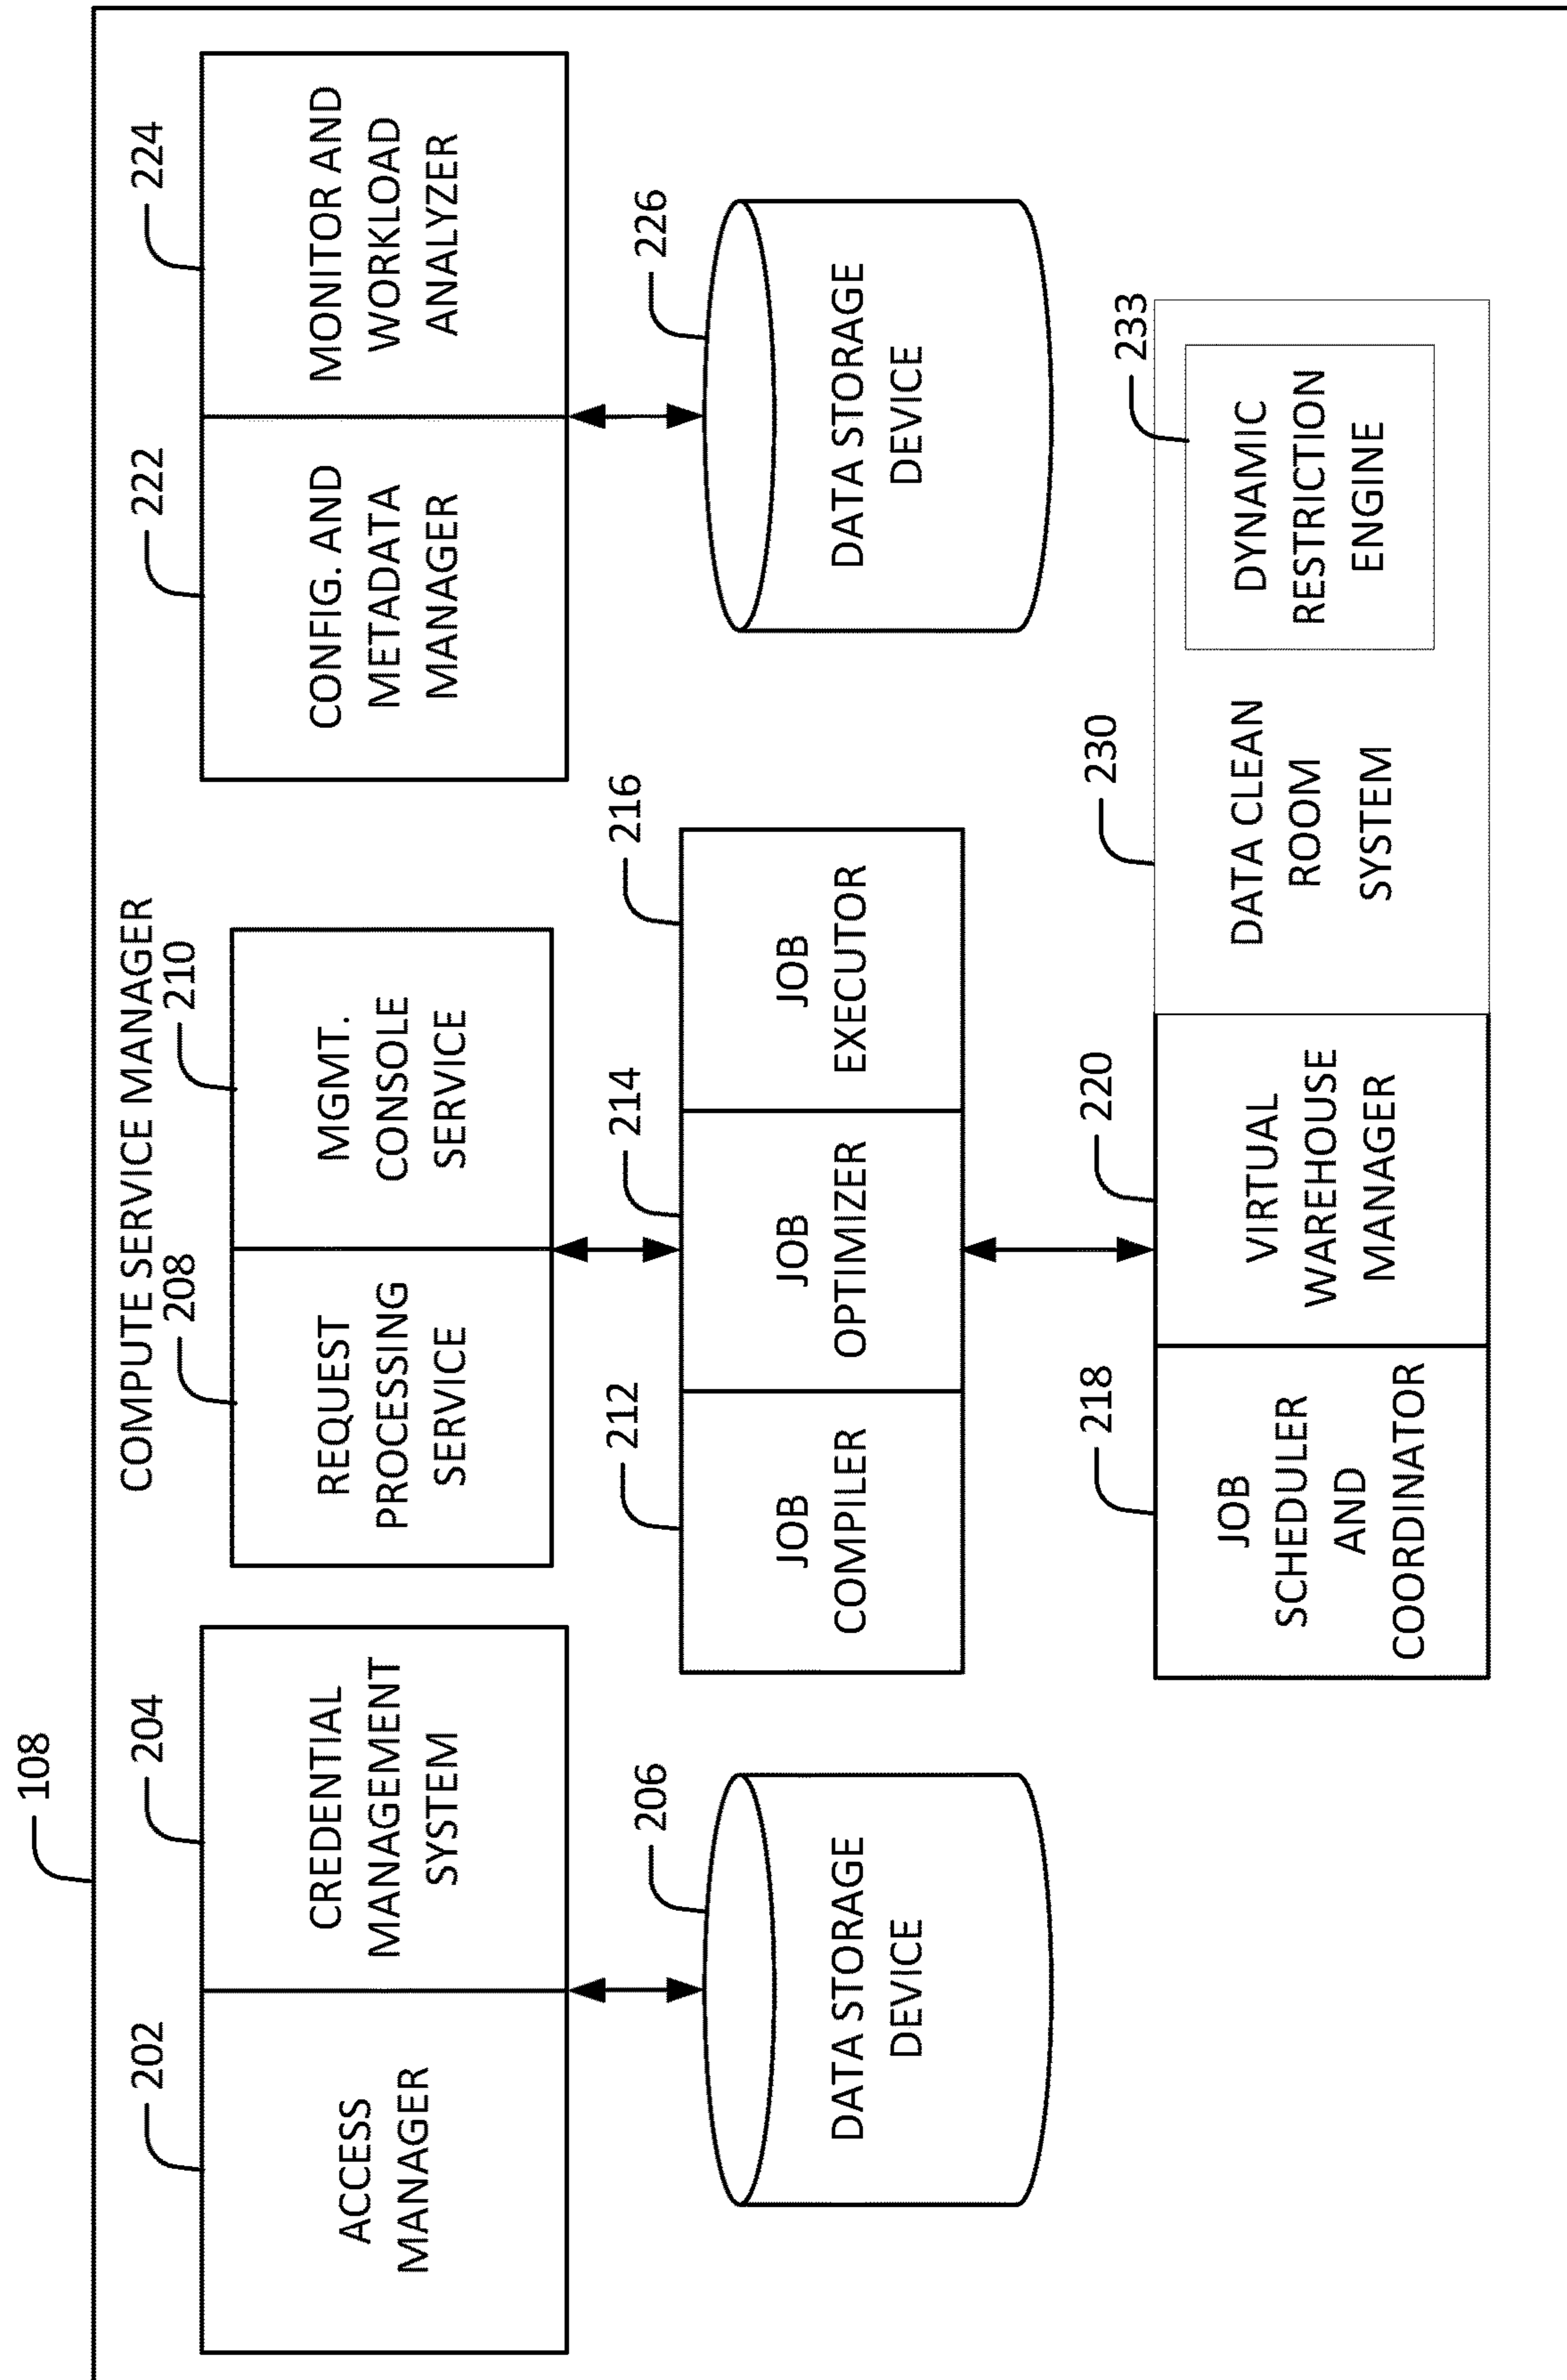 108
COMPUTE SERVICE MANAGER
202
204
ACCESS
MANAGER
CREDENTIAL
MANAGEMENT
SYSTEM
206
DATA STORAGE
DEVICE
208
210
REQUEST
PROCESSING
SERVICE
MGMT.
CONSOLE
SERVICE
212
214
216
JOB
COMPILER
JOB
OPTIMIZER
JOB
EXECUTOR
218
220
230
233
JOB
SCHEDULER
AND
COORDINATOR
VIRTUAL
WAREHOUSE
MANAGER
DATA CLEAN
ROOM
SYSTEM
DYNAMIC
RESTRICTION
ENGINE
222
224
CONFIG. AND
METADATA
MANAGER
MONITOR AND
WORKLOAD
ANALYZER
226
DATA STORAGE
DEVICE